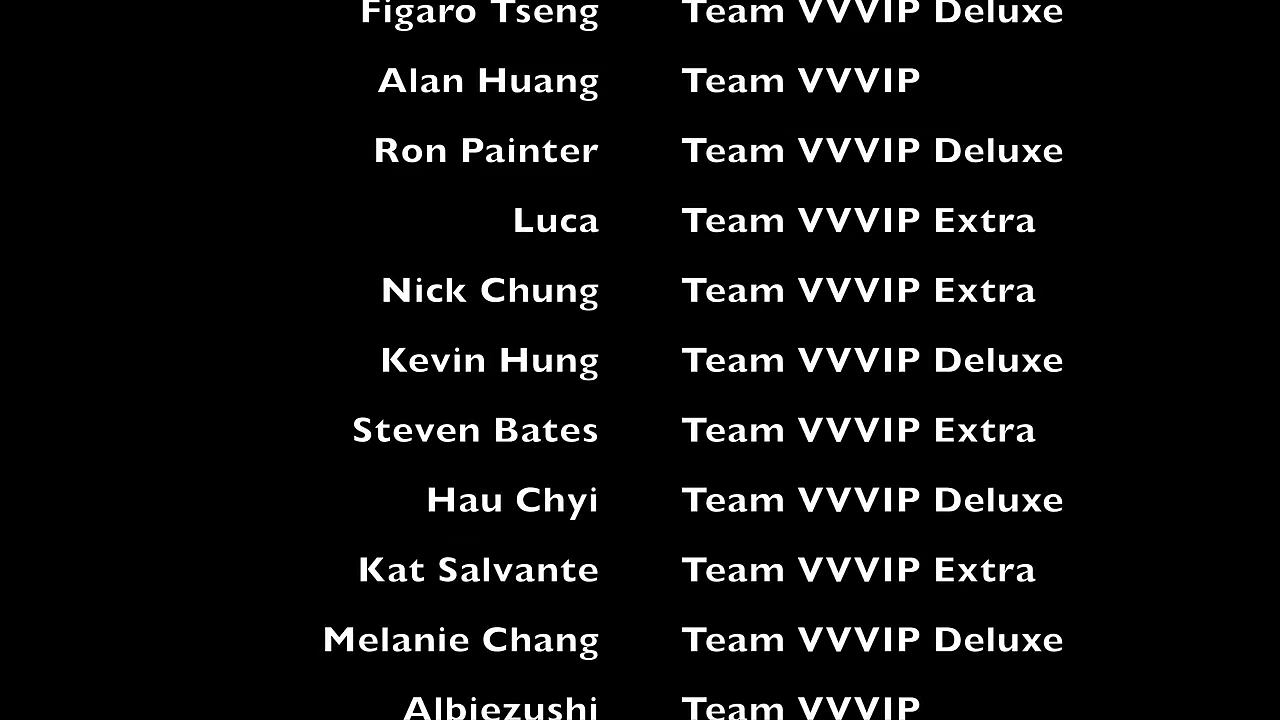 Figaro Tseng Team VVVIP Deluxe
Alan Huang Team VVVIP
Ron Painter Team VVVIP Deluxe
Luca Team VVVIP Extra
Nick Chung Team VVVIP Extra
Kevin Hung Team VVVIP Deluxe
Steven Bates Team VVVIP Extra
Hau Chyi Team VVVIP Deluxe
Kat Salvante Team VVVIP Extra
Melanie Chang Team VVVIP Deluxe
Albiezushi Team VVVIP